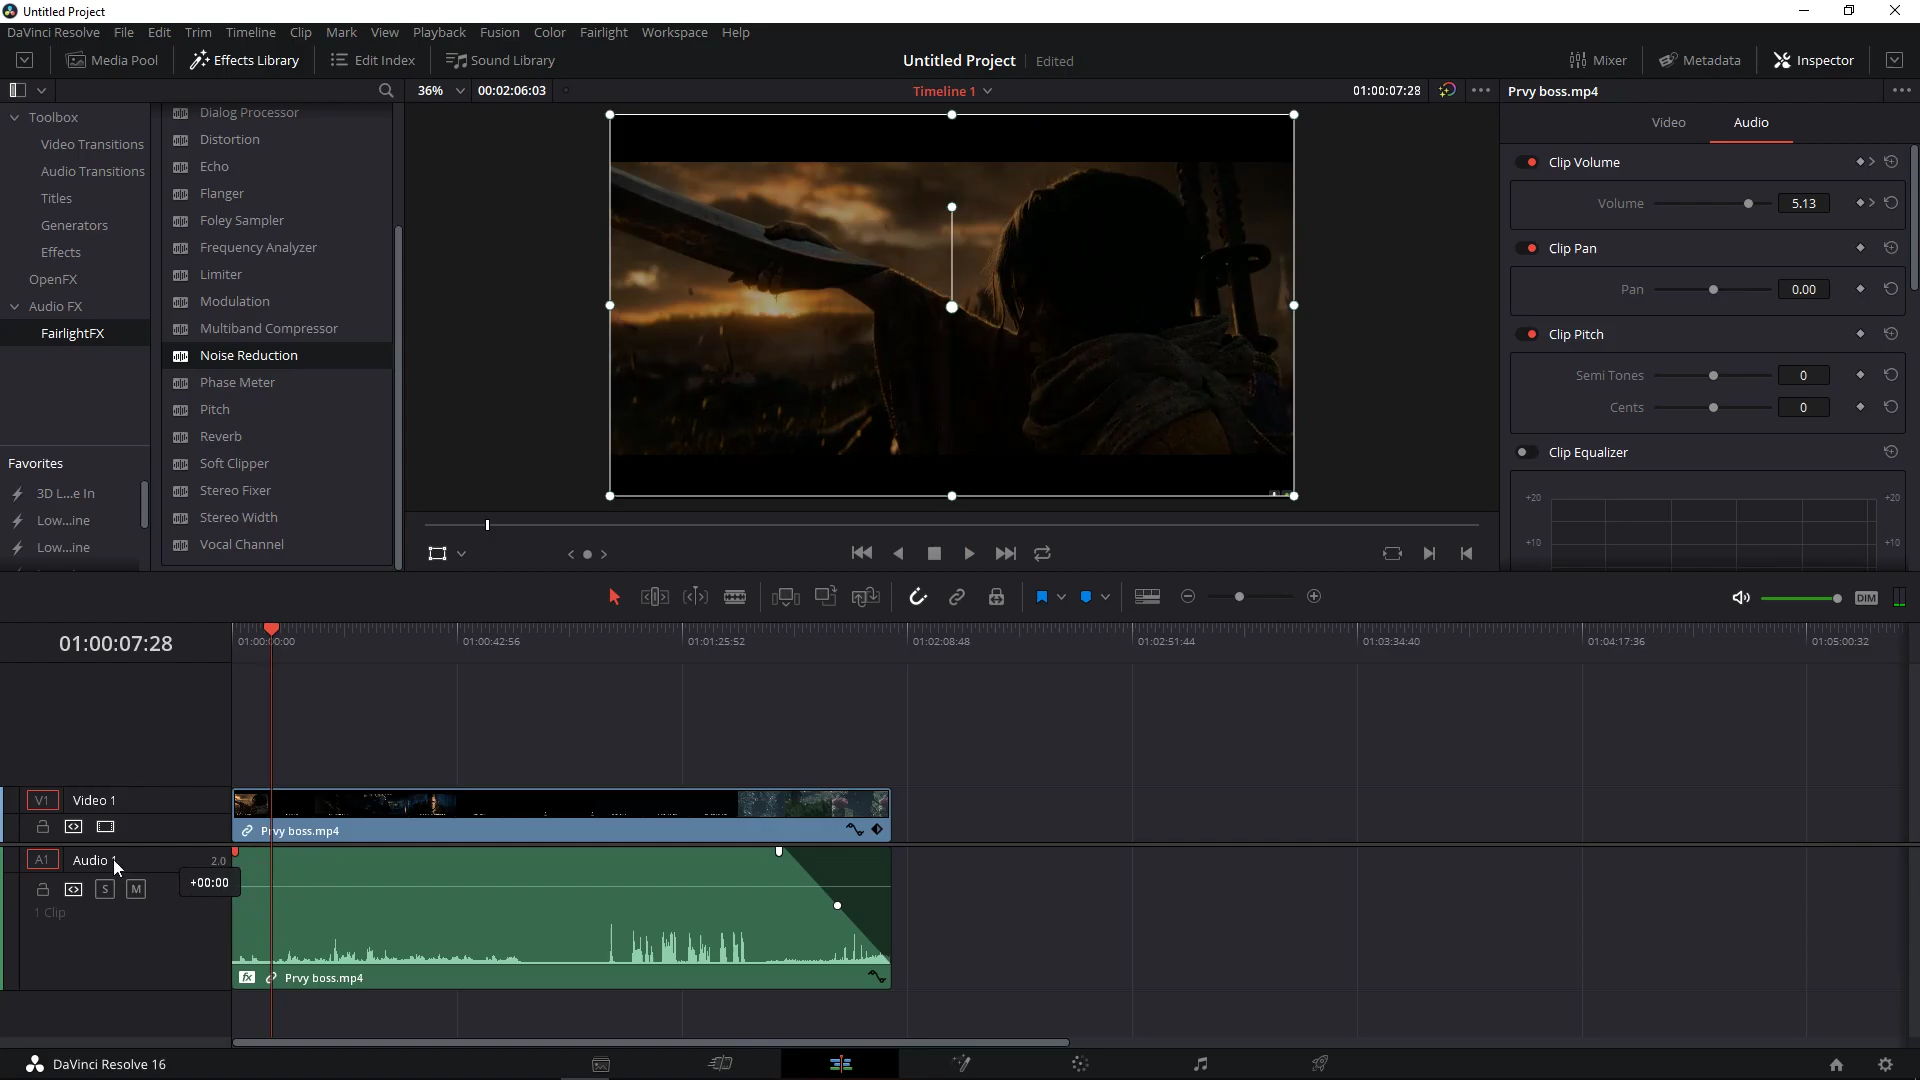 Untitled Project
DaVinci Resolve File Edit Trim Timeline Clip Mark View Playback Fusion Color Fairlight Workspace Help
Media Pool Effects Library Edit Index Sound Library Untitled Project Edited Mixer Metadata Inspector
36% 00:02:06:03 Timeline 1 01:00:07:28 Prvy boss.mp4
Toolbox
Video Transitions
Audio Transitions
Titles
Generators
Effects
OpenFX
Audio FX
FairlightFX
Favorites
3D L...e In
Low...ine
Low...ine
Dialog Processor
Distortion
Echo
Flanger
Foley Sampler
Frequency Analyzer
Limiter
Modulation
Multiband Compressor
Noise Reduction
Phase Meter
Pitch
Reverb
Soft Clipper
Stereo Fixer
Stereo Width
Vocal Channel
Video Audio
Clip Volume
Volume 5.13
Clip Pan
Pan 0.00
Clip Pitch
Semi Tones 0
Cents 0
Clip Equalizer
+20 +20
+10 +10
DIM
01:00:07:28
01:00:00:00 01:00:42:56 01:01:25:52 01:02:08:48 01:02:51:44 01:03:34:40 01:04:17:36 01:05:00:32
V1 Video 1
Prvy boss.mp4
A1 Audio 1 2.0
+00:00
S M
1 Clip
fx Prvy boss.mp4
DaVinci Resolve 16